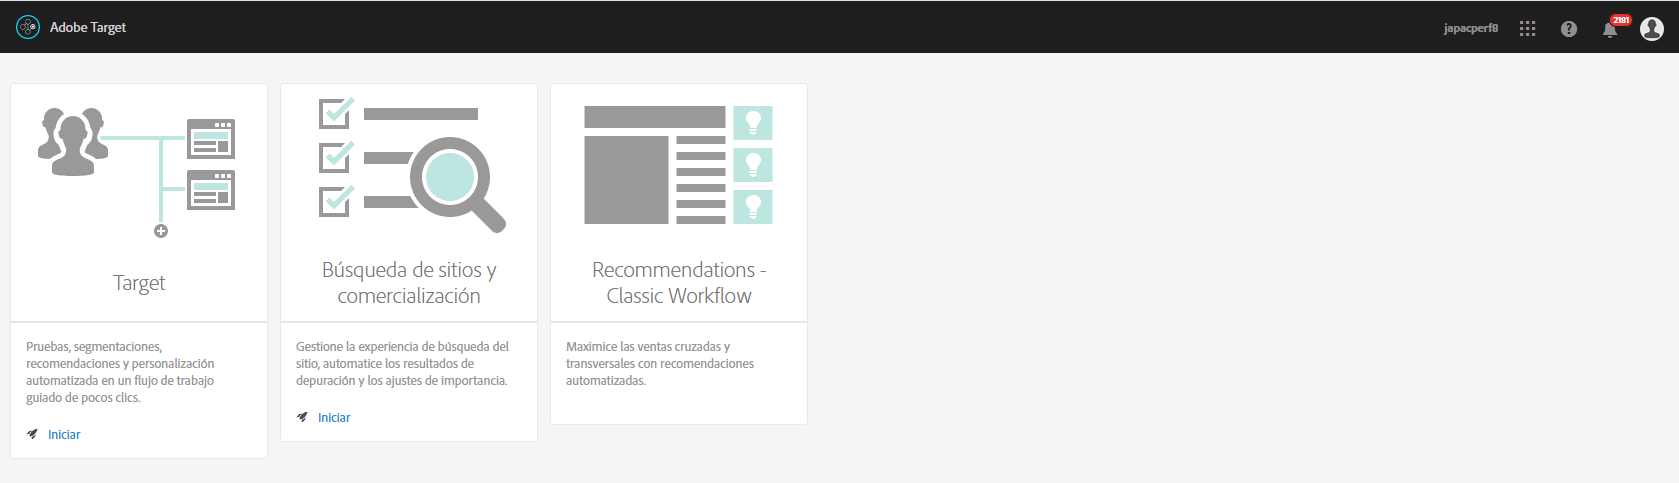 Adobe Target
japacperf8
2181
Target
Pruebas, segmentaciones,
recomendaciones y personalización
automatizada en un flujo de trabajo
guiado de pocos clics.
Iniciar
Búsqueda de sitios y
comercialización
Gestione la experiencia de búsqueda del
sitio, automatice los resultados de
depuración y los ajustes de importancia.
Iniciar
Recommendations -
Classic Workflow
Maximice las ventas cruzadas y
transversales con recomendaciones
automatizadas.